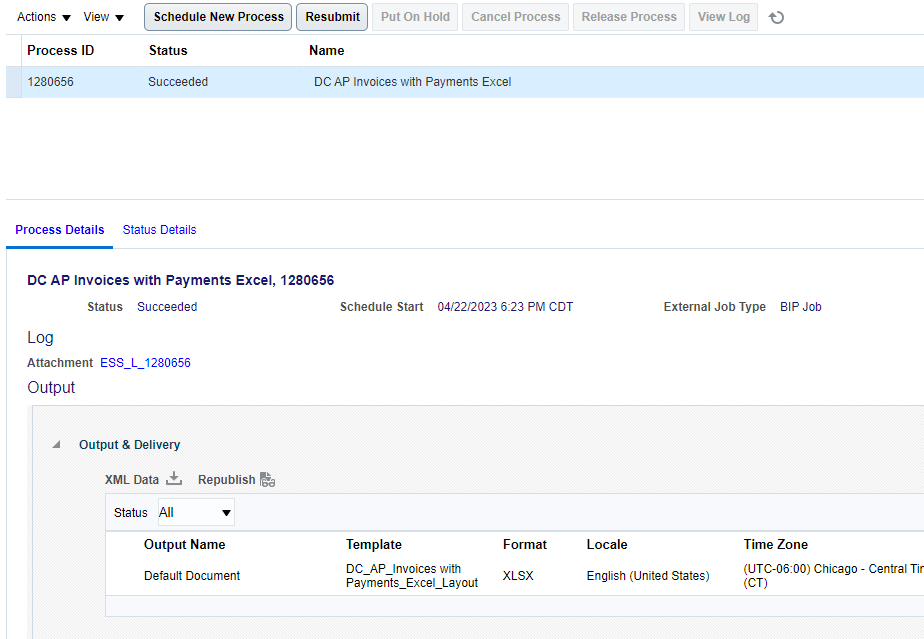 Actions View Schedule New Process Resubmit Put On Hold Cancel Process Release Process View Log
Process ID Status Name
1280656 Succeeded DC AP Invoices with Payments Excel
Process Details Status Details
DC AP Invoices with Payments Excel, 1280656
Status Succeeded Schedule Start 04/22/2023 6:23 PM CDT External Job Type BIP Job
Log
Attachment ESS_L_1280656
Output
Output & Delivery
XML Data Republish
Status All
Output Name Template Format Locale Time Zone
Default Document DC_AP_Invoices with Payments_Excel_Layout XLSX English (United States) (UTC-06:00) Chicago - Central
(CT)